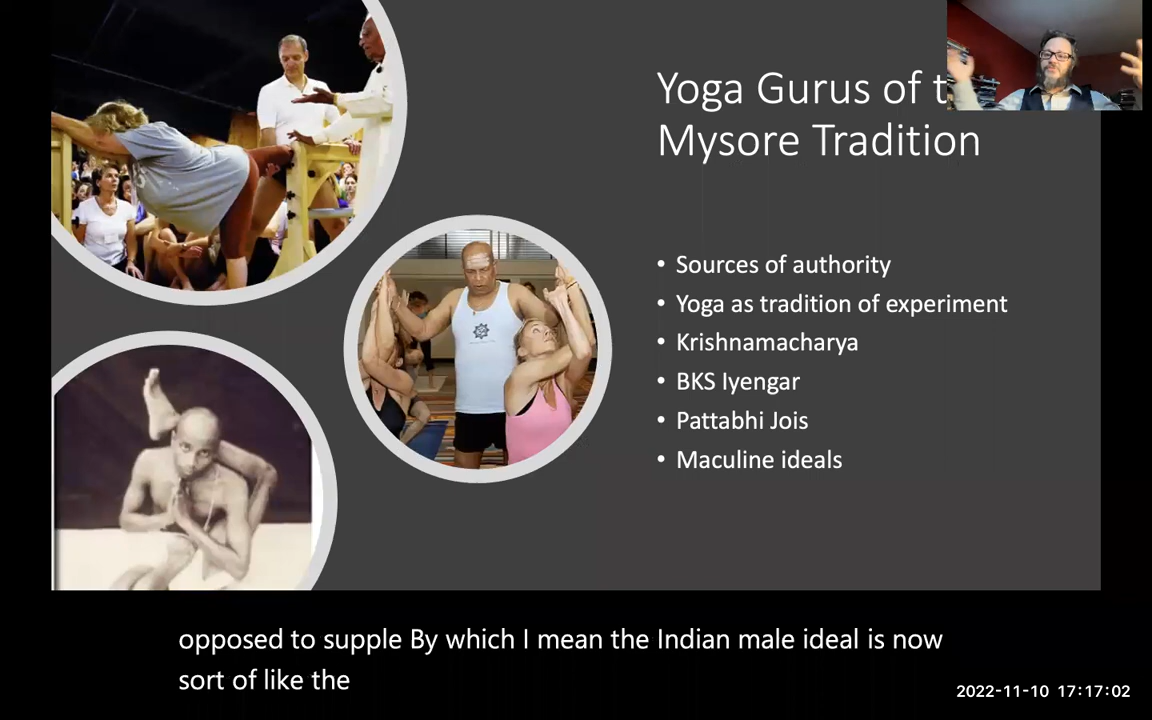 Yoga Gurus of t
Mysore Tradition
• Sources of authority
• Yoga as tradition of experiment
• Krishnamacharya
• BKS Iyengar
• Pattabhi Jois
• Maculine ideals
opposed to supple By which I mean the Indian male ideal is now
sort of like the
2022-11-10 17:17:02